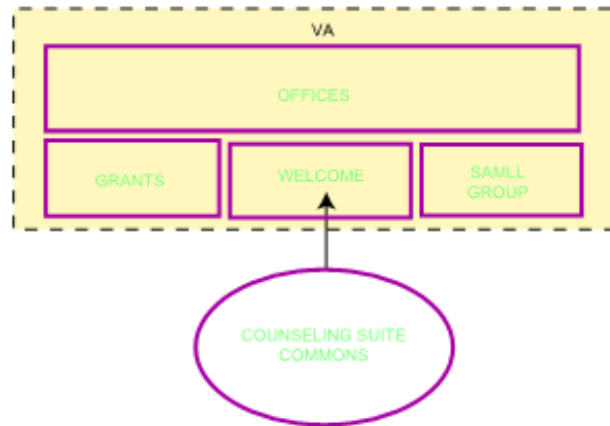 VA
OFFICES
GRANTS
WELCOME
SAMLL
GROUP
COUNSELING SUITE
COMMONS